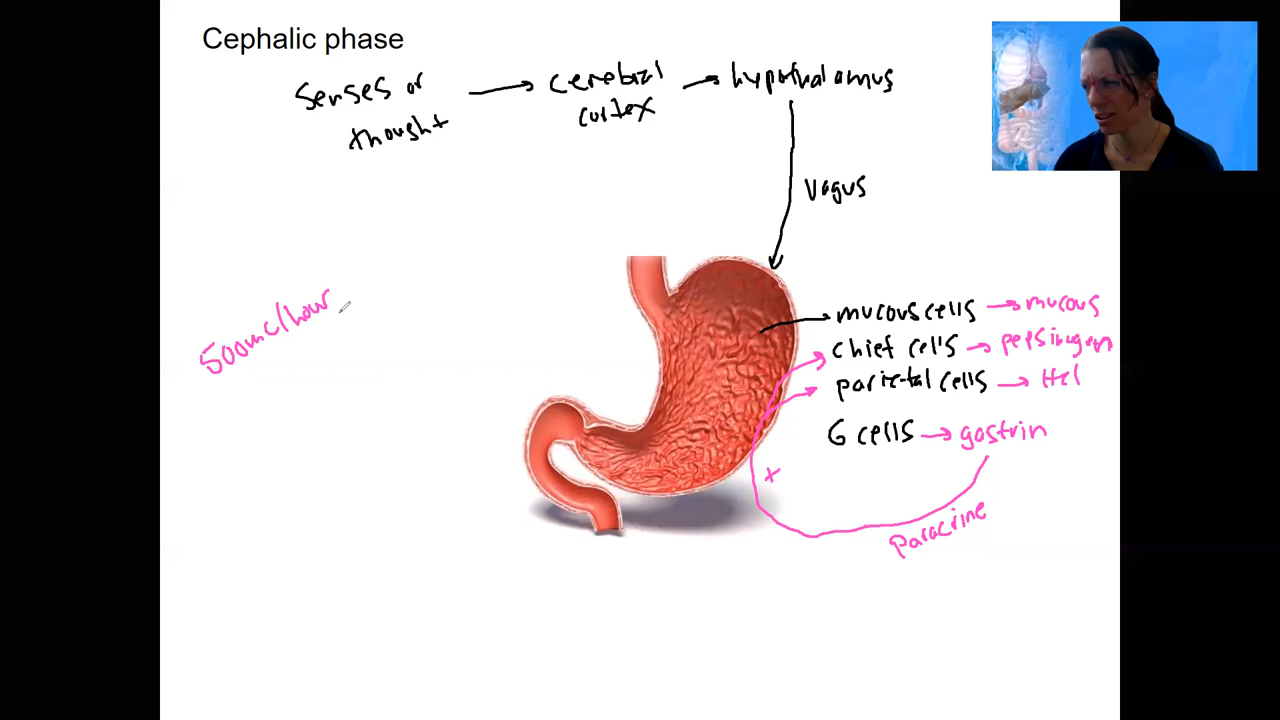 Cephalic phase
senses or
thought
cerebral
cortex
hypothalamus
vagus
500mL/hour
mucous cells → mucous
chief cells → pepsinogen
parietal cells → Hcl
G cells → gastrin
+
paracrine